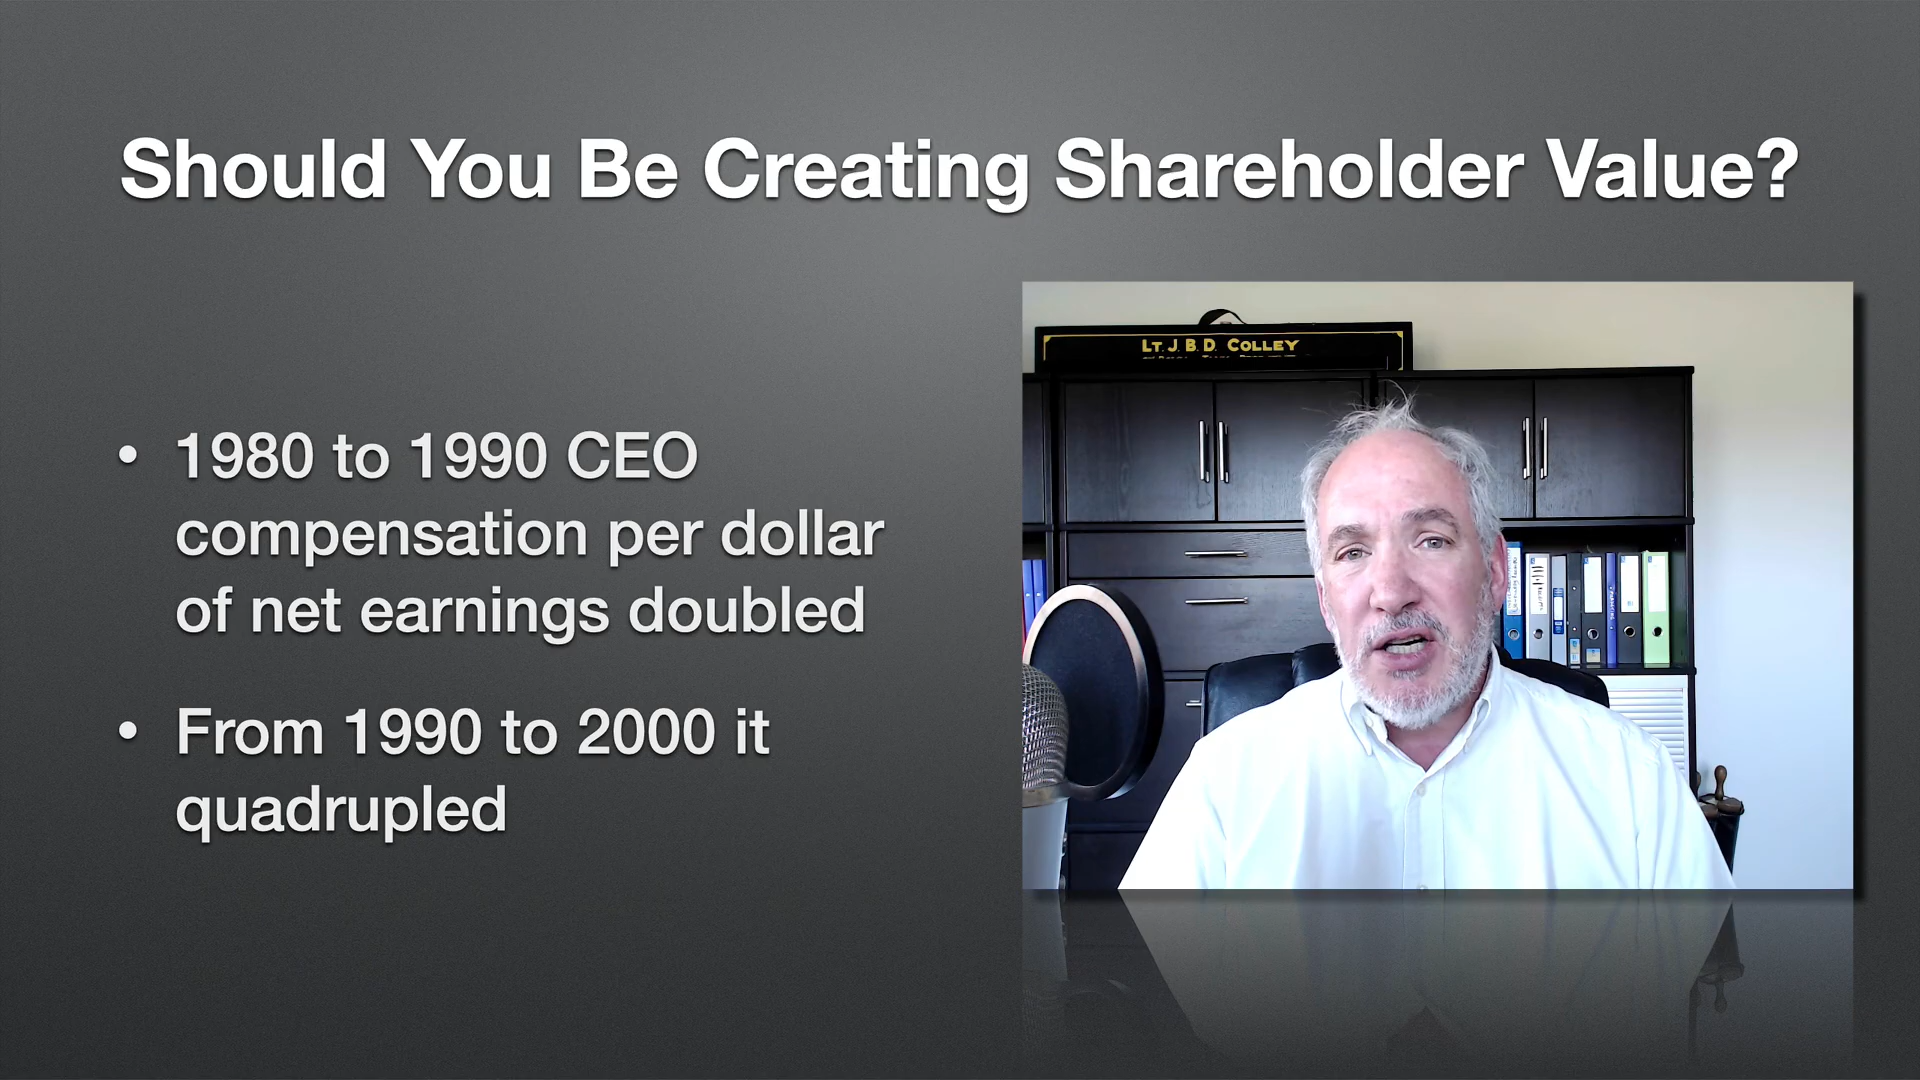 Should You Be Creating Shareholder Value?
• 1980 to 1990 CEO
compensation per dollar
of net earnings doubled
• From 1990 to 2000 it
quadrupled
LT. J. B. D. COLLEY